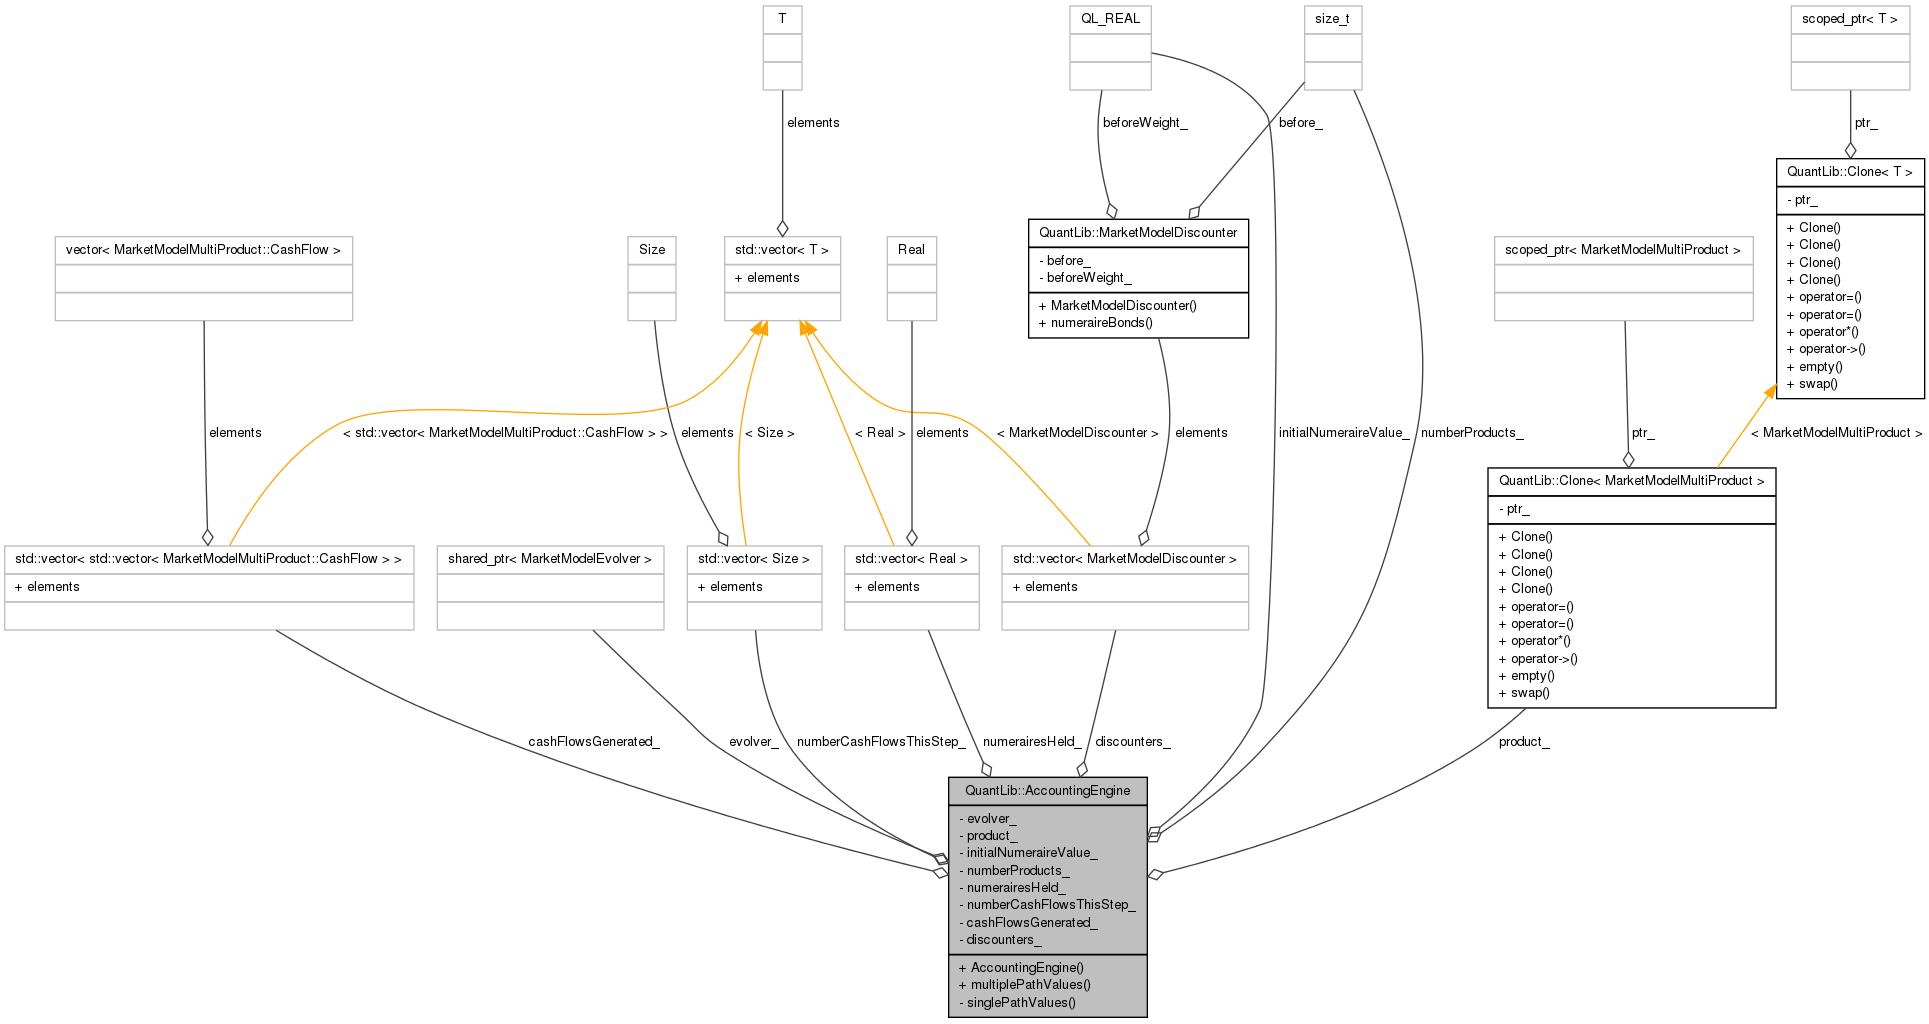 T
QL_REAL
size_t
scoped_ptr< T >
elements
beforeWeight_
before_
ptr_
QuantLib::Clone< T >
- ptr_
+ Clone()
+ Clone()
+ Clone()
+ Clone()
+ operator=()
+ operator=()
+ operator*()
+ operator->()
+ empty()
+ swap()
vector< MarketModelMultiProduct::CashFlow >
Size
std::vector< T >
+ elements
Real
QuantLib::MarketModelDiscounter
- before_
- beforeWeight_
+ MarketModelDiscounter()
+ numeraireBonds()
scoped_ptr< MarketModelMultiProduct >
elements
< std::vector< MarketModelMultiProduct::CashFlow > >
elements
< Size >
< Real >
elements
< MarketModelDiscounter >
elements
initialNumeraireValue_
numberProducts_
ptr_
< MarketModelMultiProduct >
QuantLib::Clone< MarketModelMultiProduct >
- ptr_
+ Clone()
+ Clone()
+ Clone()
+ Clone()
+ operator=()
+ operator=()
+ operator*()
+ operator->()
+ empty()
+ swap()
std::vector< std::vector< MarketModelMultiProduct::CashFlow > >
+ elements
shared_ptr< MarketModelEvolver >
std::vector< Size >
+ elements
std::vector< Real >
+ elements
std::vector< MarketModelDiscounter >
+ elements
cashFlowsGenerated_
evolver_
numberCashFlowsThisStep_
numerairesHeld_
discounters_
product_
QuantLib::AccountingEngine
- evolver_
- product_
- initialNumeraireValue_
- numberProducts_
- numerairesHeld_
- numberCashFlowsThisStep_
- cashFlowsGenerated_
- discounters_
+ AccountingEngine()
+ multiplePathValues()
- singlePathValues()